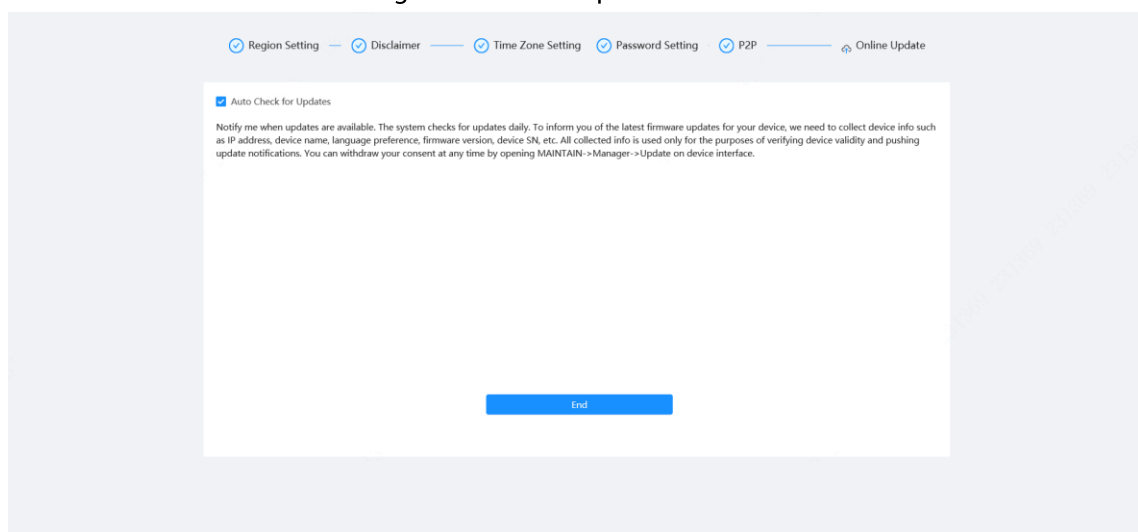 Region Setting Disclaimer Time Zone Setting Password Setting P2P Online Update
Auto Check for Updates
Notify me when updates are available. The system checks for updates daily. To inform you of the latest firmware updates for your device, we need to collect device info such
as IP address, device name, language preference, firmware version, device SN, etc. All collected info is used only for the purposes of verifying device validity and pushing
update notifications. You can withdraw your consent at any time by opening MAINTAIN->Manager->Update on device interface.
End